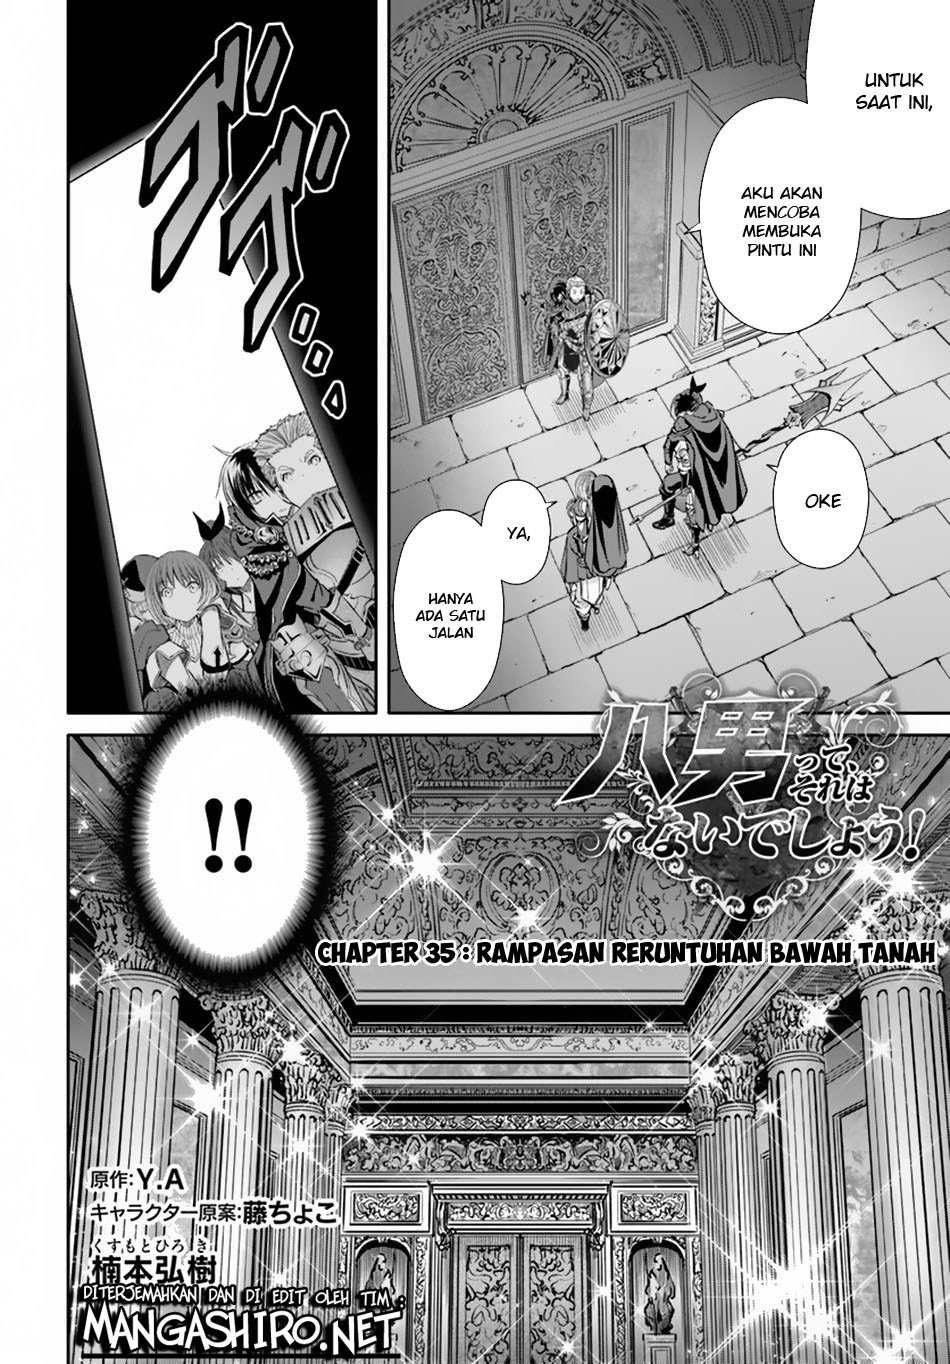 UNTUK
SAAT INI,
AKU AKAN
MENCOBA
MEMBUKA
PINTU INI
OKE
YA,
HANYA
ADA SATU
JALAN
ズズズ
!!
八男って、
それは
ないでしょう!
CHAPTER 35 : RAMPASAN RERUNTUHAN BAWAH TANAH
原作:Y.A
キャラクター原案:藤ちょこ
くすもとひろき
楠本弘樹
DITERJEMAHKAN DAN DI EDIT OLEH TIM :
MANGASHIRO.NET